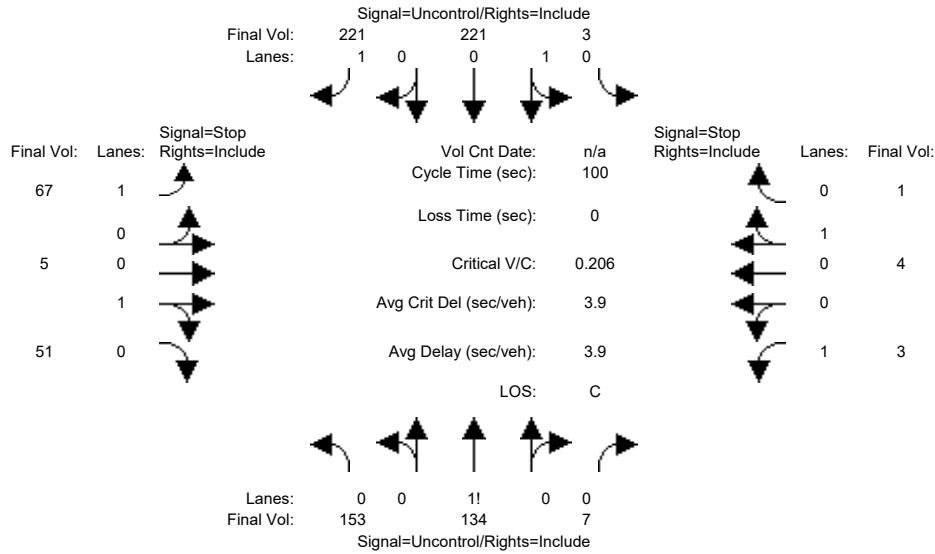 Signal=Uncontrol/Rights=Include
Final Vol: 221 221 3
Lanes: 1 0 0 1 0
Signal=Stop
Final Vol: Lanes: Rights=Include
Vol Cnt Date: n/a
Signal=Stop
Rights=Include Lanes: Final Vol:
Cycle Time (sec): 100
67 1
0 1
Loss Time (sec): 0
0
1
5 0
Critical V/C: 0.206
0 4
1
Avg Crit Del (sec/veh): 3.9
0
51 0
Avg Delay (sec/veh): 3.9
1 3
LOS: C
Lanes: 0 0 1! 0 0
Final Vol: 153 134 7
Signal=Uncontrol/Rights=Include